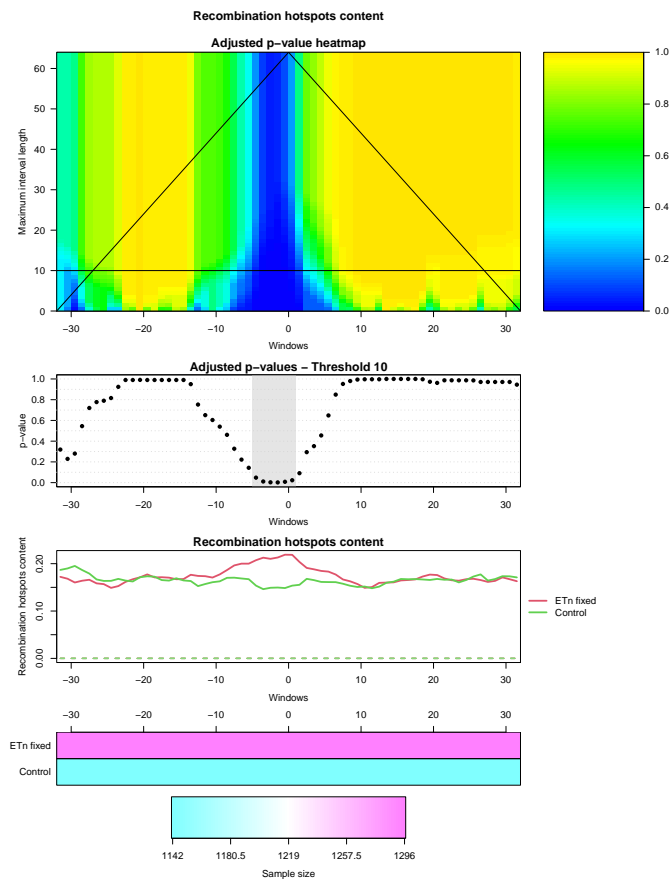 Recombination hotspots content
Adjusted p−value heatmap
Maximum interval length
0 10 20 30 40 50 60
−30 −20 −10 0 10 20 30
Windows
0.0 0.2 0.4 0.6 0.8 1.0
Adjusted p−values − Threshold 10
p−value
0.0 0.2 0.4 0.6 0.8 1.0
−30 −20 −10 0 10 20 30
Windows
Recombination hotspots content
Recombination hotspots content
0.00 0.10 0.20
−30 −20 −10 0 10 20 30
Windows
ETn fixed
Control
−30 −20 −10 0 10 20 30
ETn fixed
Control
1142 1180.5 1219 1257.5 1296
Sample size